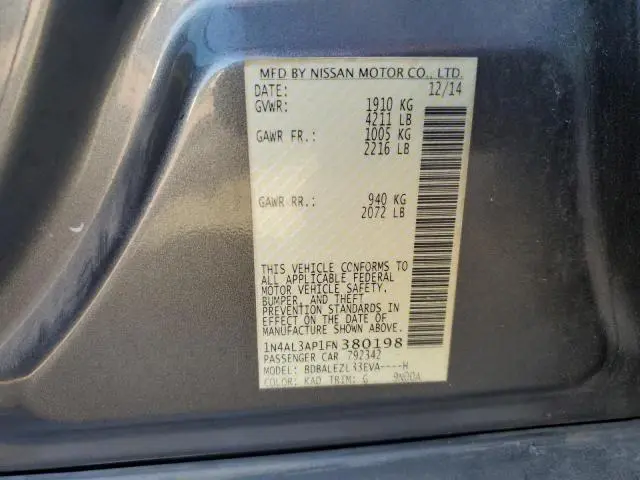 MFD BY NISSAN MOTOR CO., LTD.
DATE: 12/14
GVWR: 1910 KG
4211 LB
GAWR FR.: 1005 KG
2216 LB
GAWR RR.: 940 KG
2072 LB
THIS VEHICLE CONFORMS TO
ALL APPLICABLE FEDERAL
MOTOR VEHICLE SAFETY,
BUMPER, AND THEFT
PREVENTION STANDARDS IN
EFFECT ON THE DATE OF
MANUFACTURE SHOWN ABOVE.
1N4AL3AP1FN380198
PASSENGER CAR 792342
MODEL: BDBALEZL33EVA----H
COLOR: KAD TRIM: G